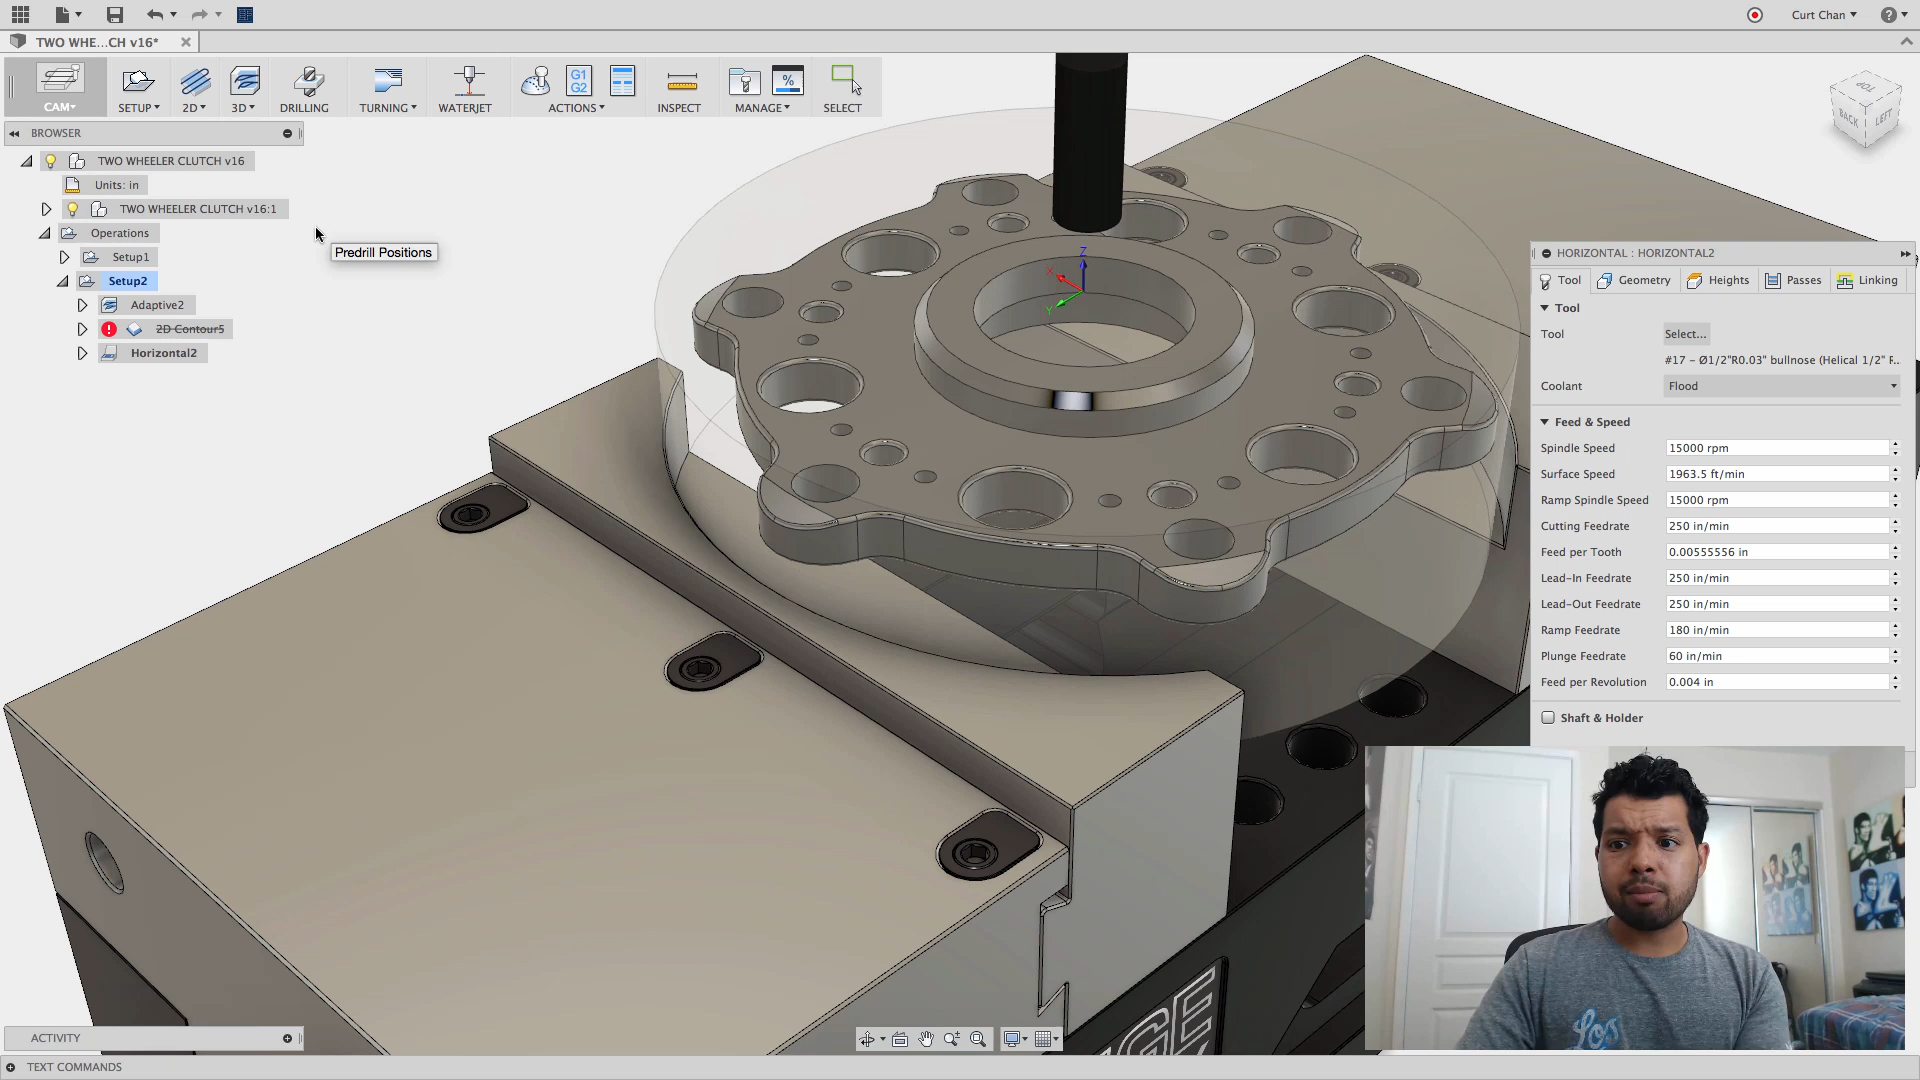 Curt Chan
TWO WHE...CH v16*
CAM
SETUP
2D
3D
DRILLING
TURNING
WATERJET
G1
G2
ACTIONS
INSPECT
%
MANAGE
SELECT
TOP
BACK
LEFT
BROWSER
TWO WHEELER CLUTCH v16
Units: in
TWO WHEELER CLUTCH v16:1
Operations
Setup1
Setup2
Adaptive2
2D Contour5
Horizontal2
Predrill Positions
Z
X
Y
HORIZONTAL : HORIZONTAL2
Tool
Geometry
Heights
Passes
Linking
Tool
Tool
Select...
#17 - Ø1/2"R0.03" bullnose (Helical 1/2" F...
Coolant
Flood
Feed & Speed
Spindle Speed
15000 rpm
Surface Speed
1963.5 ft/min
Ramp Spindle Speed
15000 rpm
Cutting Feedrate
250 in/min
Feed per Tooth
0.00555556 in
Lead-In Feedrate
250 in/min
Lead-Out Feedrate
250 in/min
Ramp Feedrate
180 in/min
Plunge Feedrate
60 in/min
Feed per Revolution
0.004 in
Shaft & Holder
Los
ACTIVITY
TEXT COMMANDS